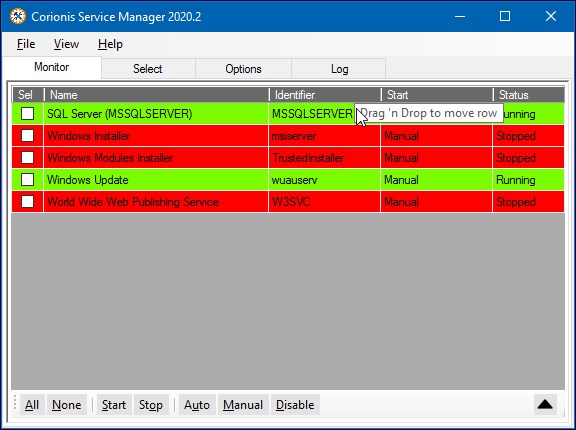 Corionis Service Manager 2020.2
File View Help
Monitor Select Options Log
Sel Name Identifier Start Status
SQL Server (MSSQLSERVER) MSSQLSERVER Drag 'n Drop to move row
Windows Installer msiserver Manual Stopped
Windows Modules Installer TrustedInstaller Manual Stopped
Windows Update wuauserv Manual Running
World Wide Web Publishing Service W3SVC Manual Stopped
All None Start Stop Auto Manual Disable